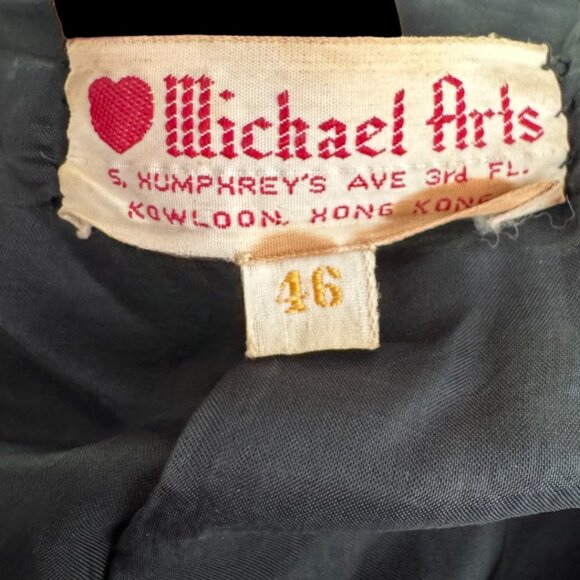 Michael Arts
5, HUMPHREY'S AVE 3rd FL.
KOWLOON, HONG KONG
46